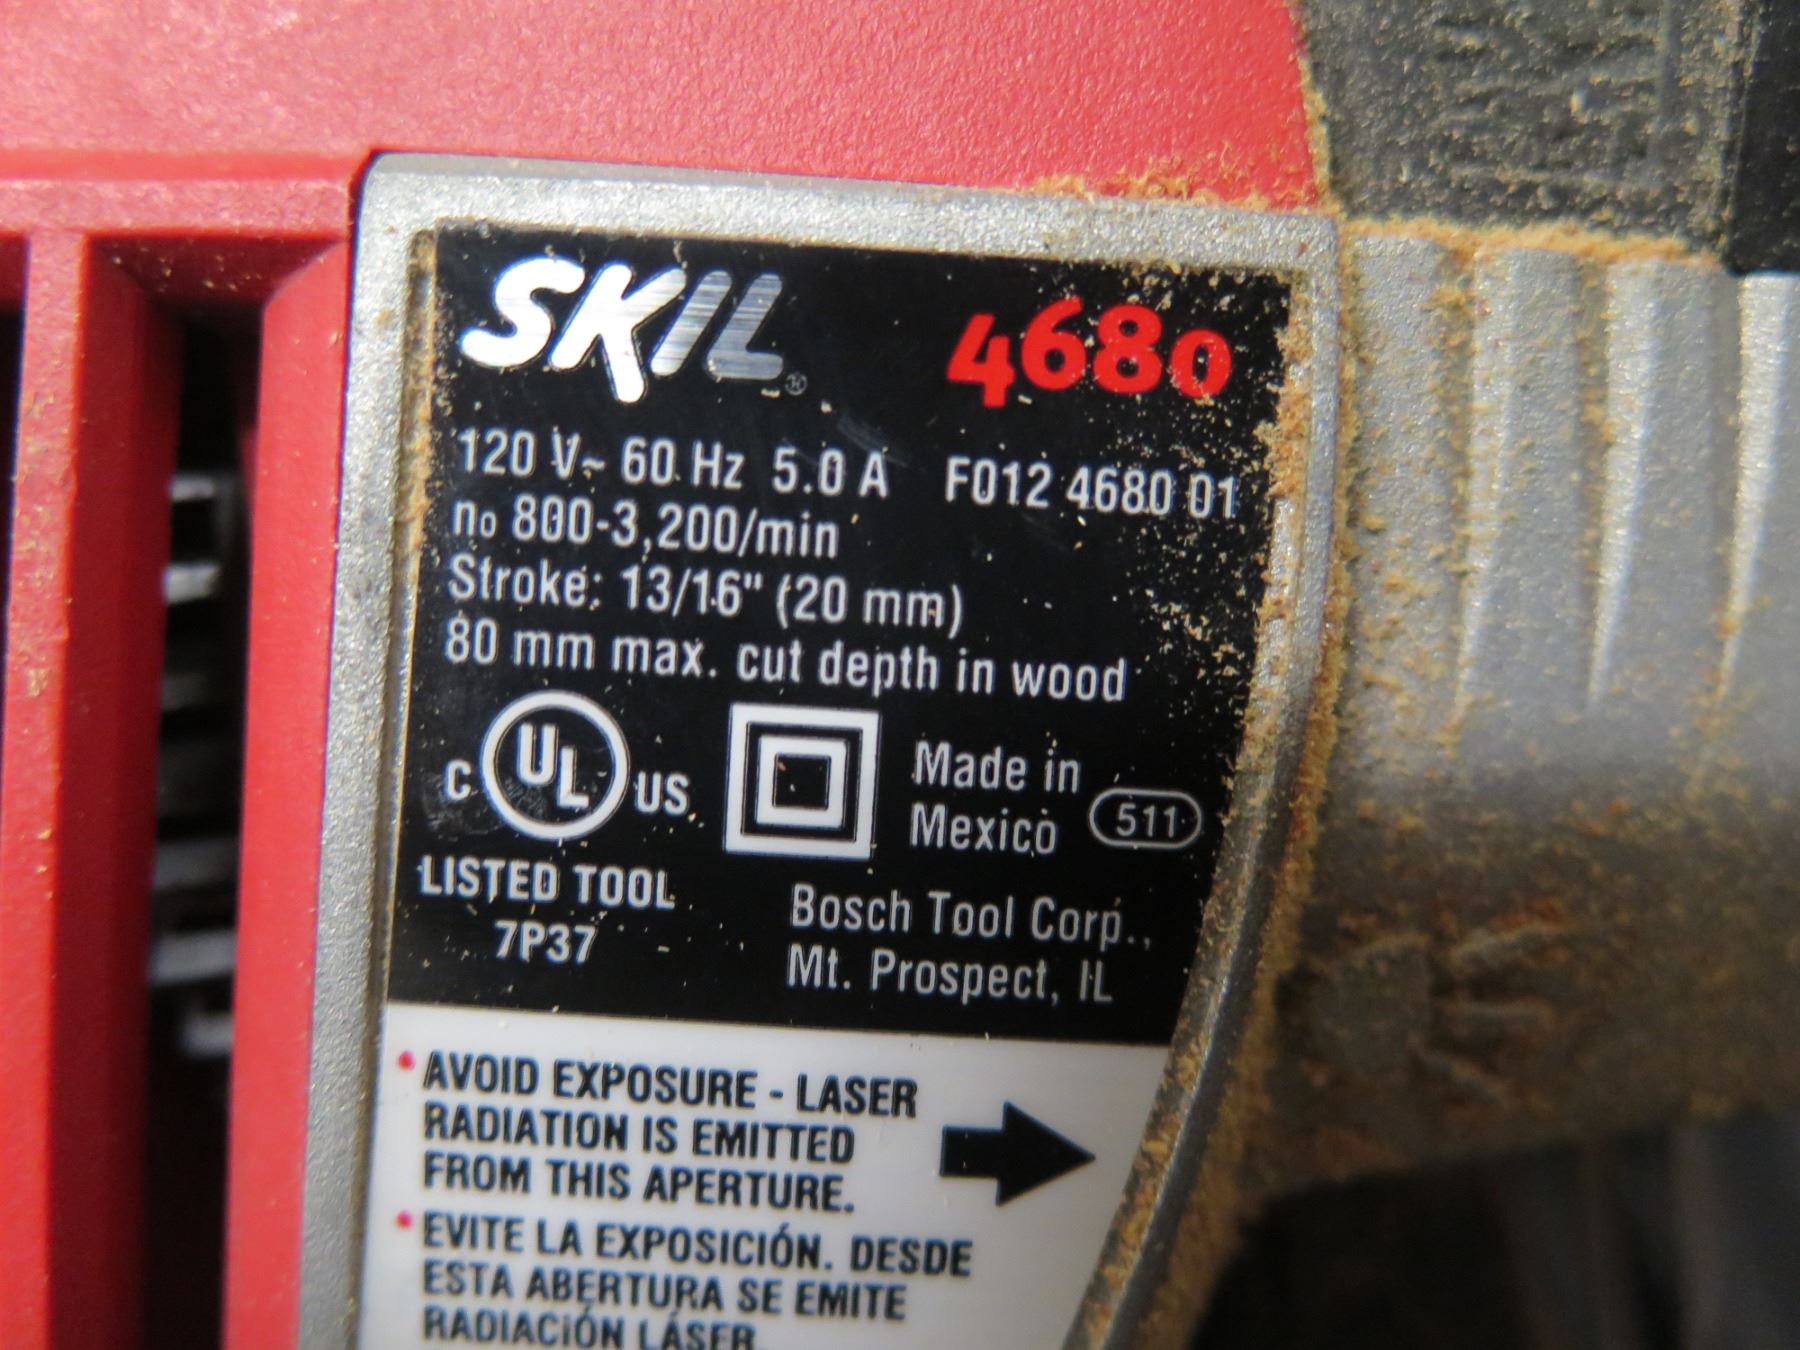 SKIL® 4680
120 V~ 60 Hz 5.0 A F012 4680 01
no 800-3,200/min
Stroke: 13/16" (20 mm)
80 mm max. cut depth in wood
C UL US
Made in
Mexico 511
LISTED TOOL
7P37
Bosch Tool Corp.,
Mt. Prospect, IL
• AVOID EXPOSURE - LASER
RADIATION IS EMITTED
FROM THIS APERTURE.
• EVITE LA EXPOSICIÓN. DESDE
ESTA ABERTURA SE EMITE
RADIACIÓN LÁSER.